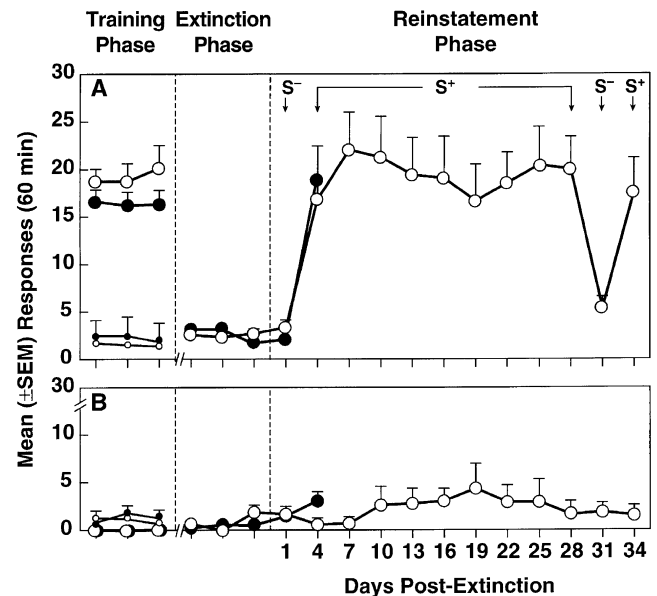 Training Phase
Extinction Phase
Reinstatement Phase
A
S⁻
S⁺
S⁻
S⁺
30
25
20
15
10
5
0
Mean (±SEM) Responses (60 min)
B
30
10
5
0
1 4 7 10 13 16 19 22 25 28 31 34
Days Post-Extinction